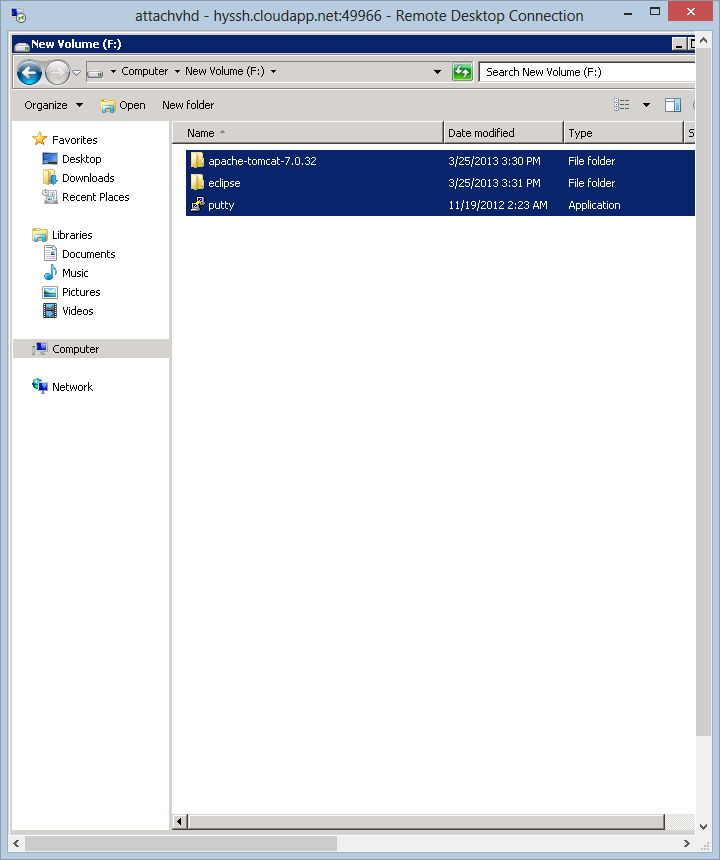 attachvhd - hyssh.cloudapp.net:49966 - Remote Desktop Connection
New Volume (F:)
Computer New Volume (F:) Search New Volume (F:)
Organize Open New folder
Name Date modified Type S
Favorites
Desktop
Downloads
Recent Places
Libraries
Documents
Music
Pictures
Videos
Computer
Network
apache-tomcat-7.0.32 3/25/2013 3:30 PM File folder
eclipse 3/25/2013 3:31 PM File folder
putty 11/19/2012 2:23 AM Application